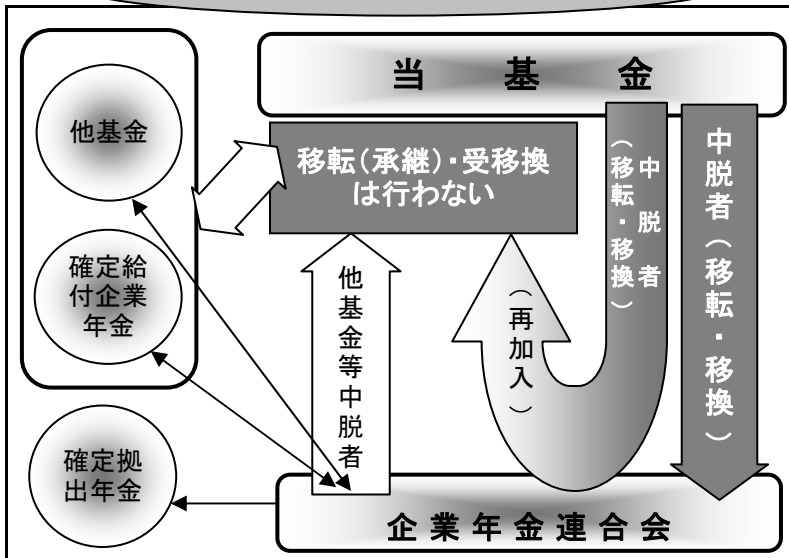 当基金
他基金
移転（承継）・受移換
は行わない
中脱者
（移転・移換）
中脱者（移転・移換）
確定給
付企業
年金
他基金等中脱者
（再加入）
確定拠
出年金
企業年金連合会